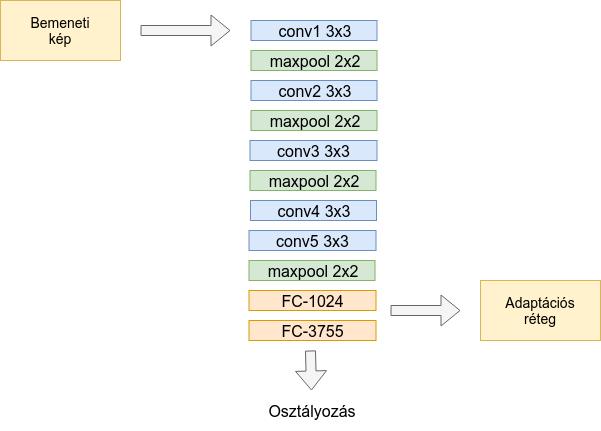 Bemeneti
kép
conv1 3x3
maxpool 2x2
conv2 3x3
maxpool 2x2
conv3 3x3
maxpool 2x2
conv4 3x3
conv5 3x3
maxpool 2x2
FC-1024
FC-3755
Adaptációs
réteg
Osztályozás